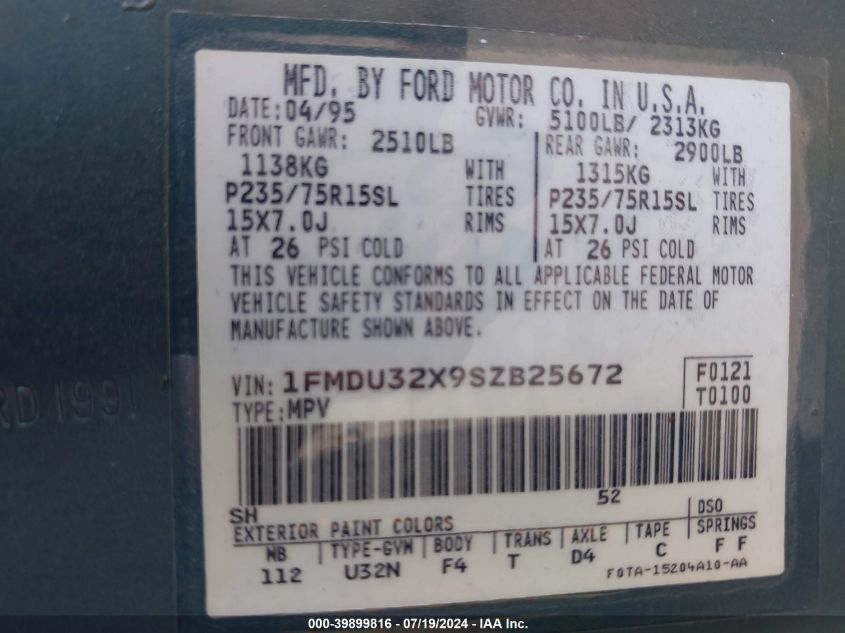 MFD. BY FORD MOTOR CO. IN U.S.A.
DATE: 04/95 GVWR: 5100LB/ 2313KG
FRONT GAWR: 2510LB REAR GAWR: 2900LB
1138KG WITH 1315KG WITH
P235/75R15SL TIRES P235/75R15SL TIRES
15X7.0J RIMS 15X7.0J RIMS
AT 26 PSI COLD AT 26 PSI COLD
THIS VEHICLE CONFORMS TO ALL APPLICABLE FEDERAL MOTOR
VEHICLE SAFETY STANDARDS IN EFFECT ON THE DATE OF
MANUFACTURE SHOWN ABOVE.
VIN: 1FMDU32X9SZB25672 F0121
TYPE: MPV T0100
SH 52
EXTERIOR PAINT COLORS DSO
WB TYPE-GVW BODY TRANS AXLE TAPE SPRINGS
112 U32N F4 T D4 C F F
F0TA-15204A10-AA
RD 1991
000-39899816 - 07/19/2024 - IAA Inc.